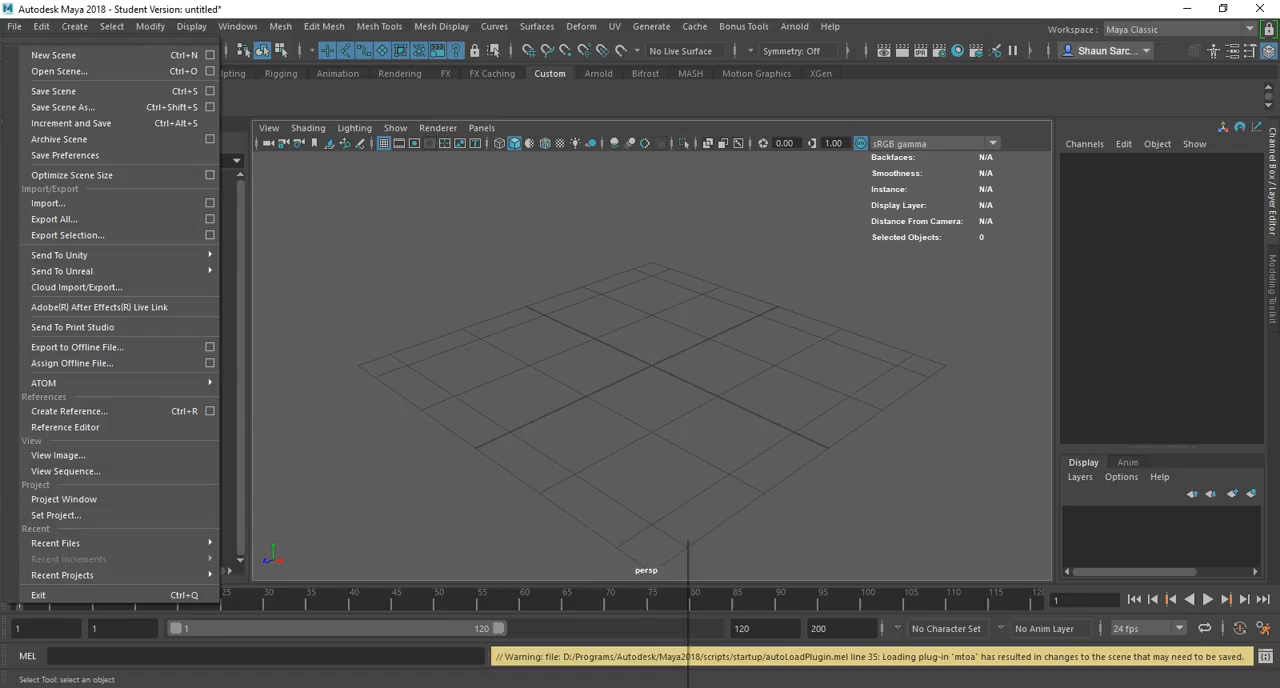 Autodesk Maya 2018 - Student Version: untitled*
File Edit Create Select Modify Display Windows Mesh Edit Mesh Mesh Tools Mesh Display Curves Surfaces Deform UV Generate Cache Bonus Tools Arnold Help
Workspace: Maya Classic
No Live Surface Symmetry: Off Shaun Sarc...
Rigging Animation Rendering FX FX Caching Custom Arnold Bifrost MASH Motion Graphics XGen
New Scene Ctrl+N
Open Scene... Ctrl+O
Save Scene Ctrl+S
Save Scene As... Ctrl+Shift+S
Increment and Save Ctrl+Alt+S
Archive Scene
Save Preferences
Optimize Scene Size
Import/Export
Import...
Export All...
Export Selection...
Send To Unity
Send To Unreal
Cloud Import/Export...
Adobe(R) After Effects(R) Live Link
Send To Print Studio
Export to Offline File...
Assign Offline File...
ATOM
References
Create Reference... Ctrl+R
Reference Editor
View
View Image...
View Sequence...
Project
Project Window
Set Project...
Recent
Recent Files
Recent Increments
Recent Projects
Exit Ctrl+Q
View Shading Lighting Show Renderer Panels
0.00 1.00 sRGB gamma
Backfaces: N/A
Smoothness: N/A
Instance: N/A
Display Layer: N/A
Distance From Camera: N/A
Selected Objects: 0
persp
Channels Edit Object Show
Channel Box / Layer Editor
Modeling Toolkit
Display Anim
Layers Options Help
25 30 35 40 45 50 55 60 65 70 75 80 85 90 95 100 105 110 115 120
1
1 1 1 120 120 200 No Character Set No Anim Layer 24 fps
MEL // Warning: file: D:/Programs/Autodesk/Maya2018/scripts/startup/autoLoadPlugin.mel line 35: Loading plug-in 'mtoa' has resulted in changes to the scene that may need to be saved.
Select Tool: select an object